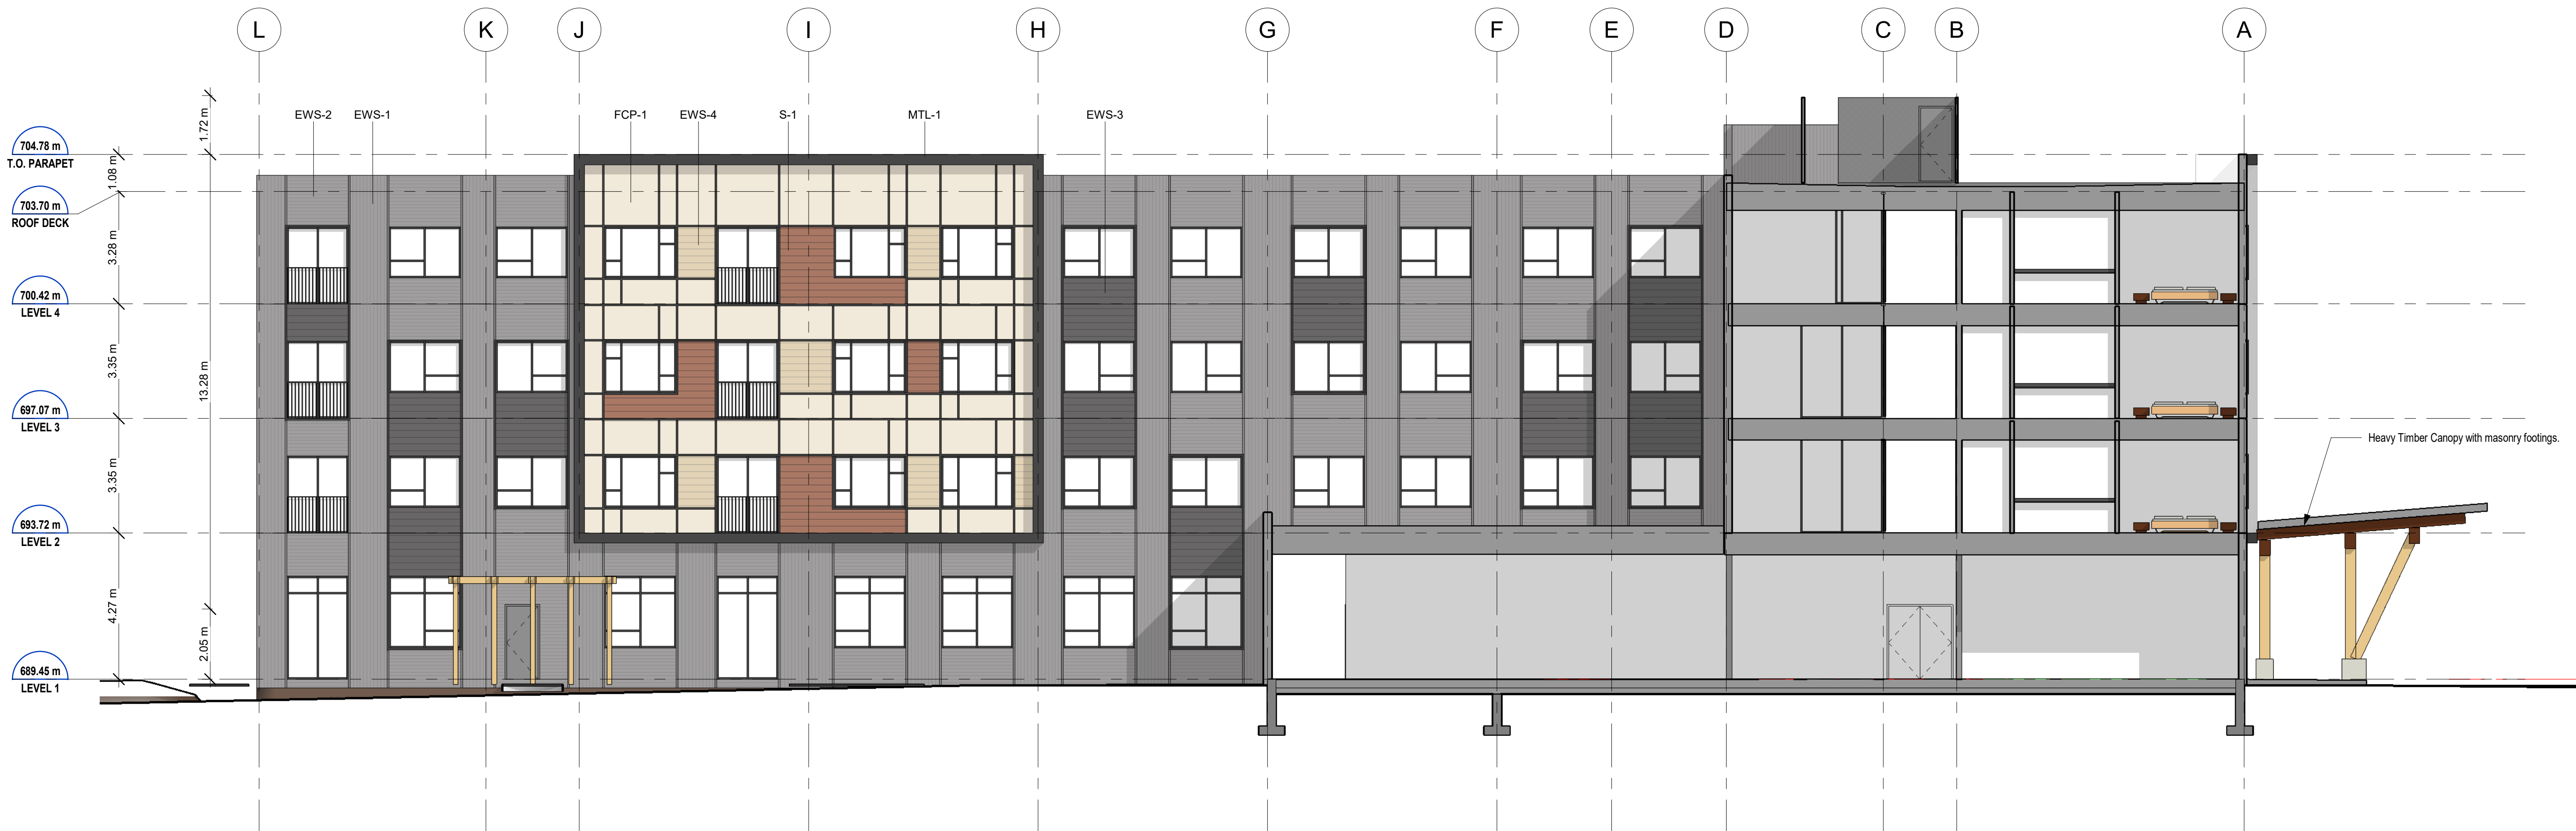 L K J I H G F E D C B A
EWS-2 EWS-1 FCP-1 EWS-4 S-1 MTL-1 EWS-3
1.72 m
704.78 m
T.O. PARAPET
1.08 m
703.70 m
ROOF DECK
3.28 m
700.42 m
LEVEL 4
3.35 m
13.28 m
697.07 m
LEVEL 3
Heavy Timber Canopy with masonry footings.
3.35 m
693.72 m
LEVEL 2
4.27 m
2.05 m
689.45 m
LEVEL 1